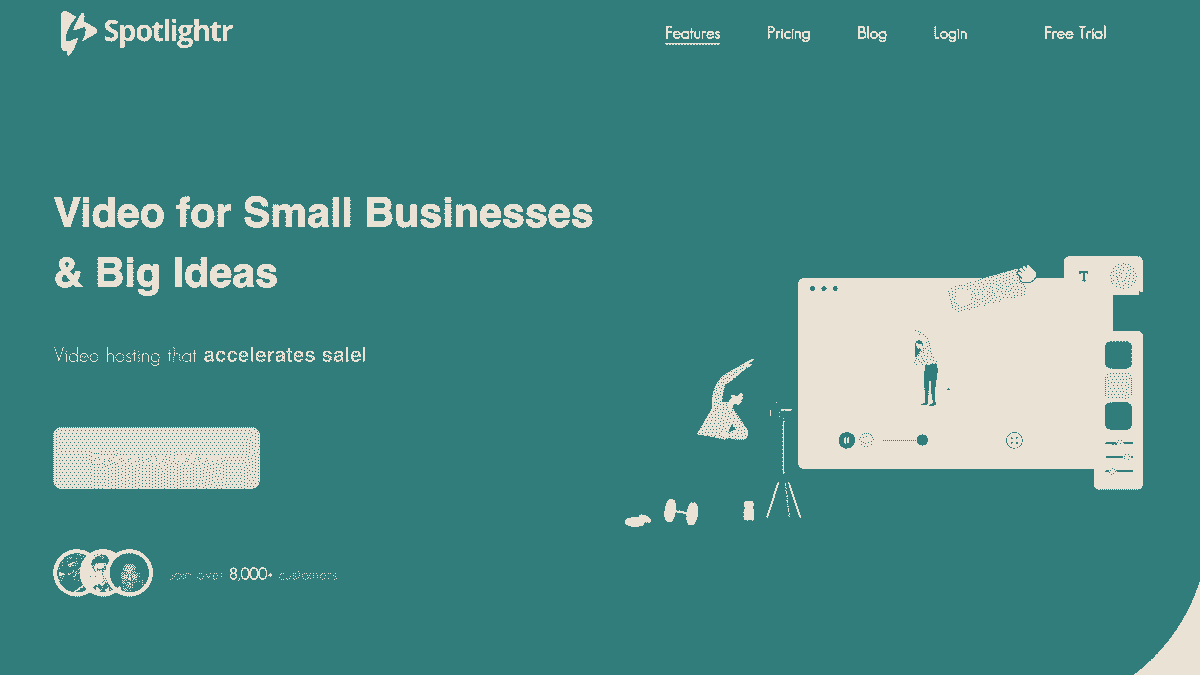 Spotlightr
Features Pricing Blog Login Free Trial
Video for Small Businesses
& Big Ideas
T
Video hosting that accelerates sale|
Join over 8,000+ customers